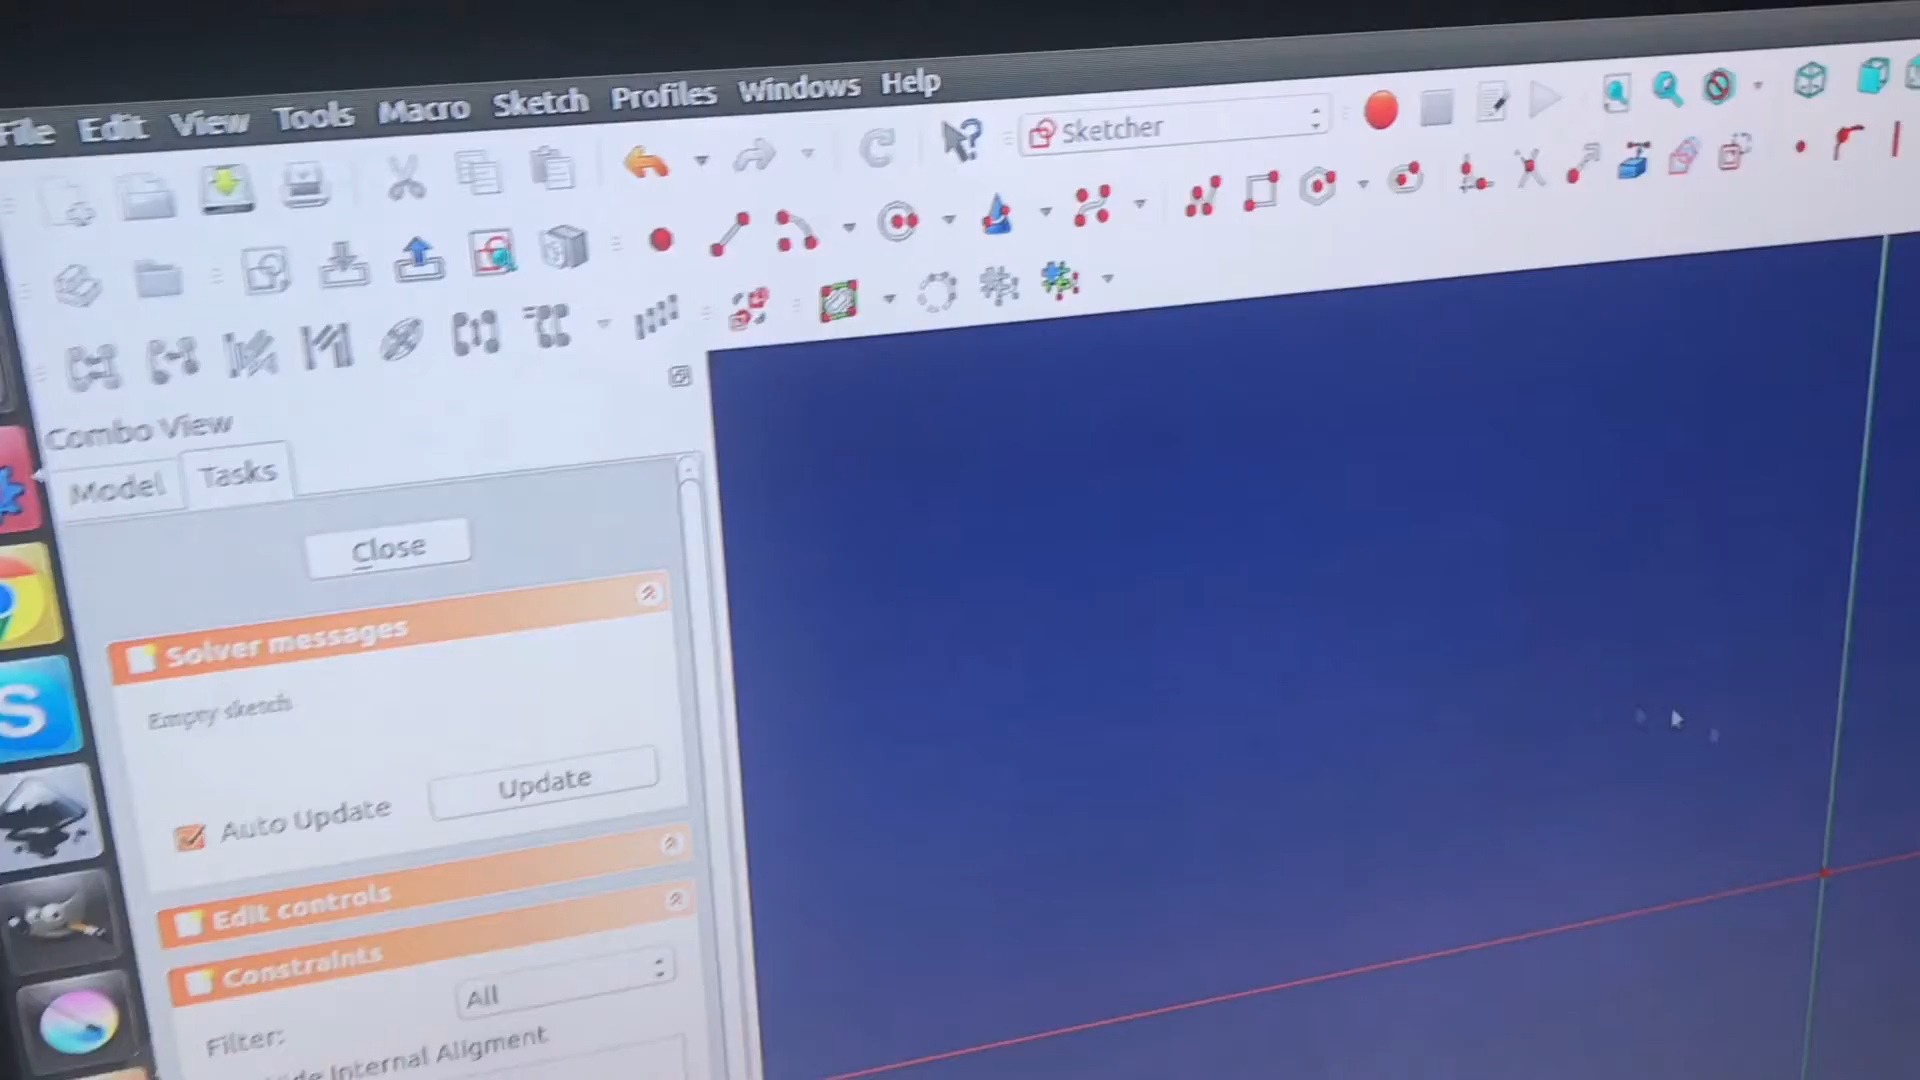 File Edit View Tools Macro Sketch Profiles Windows Help
Sketcher
Combo View
Model Tasks
Close
Solver messages
Empty sketch
Auto Update Update
Edit controls
Constraints
Filter: All
Internal Aligment